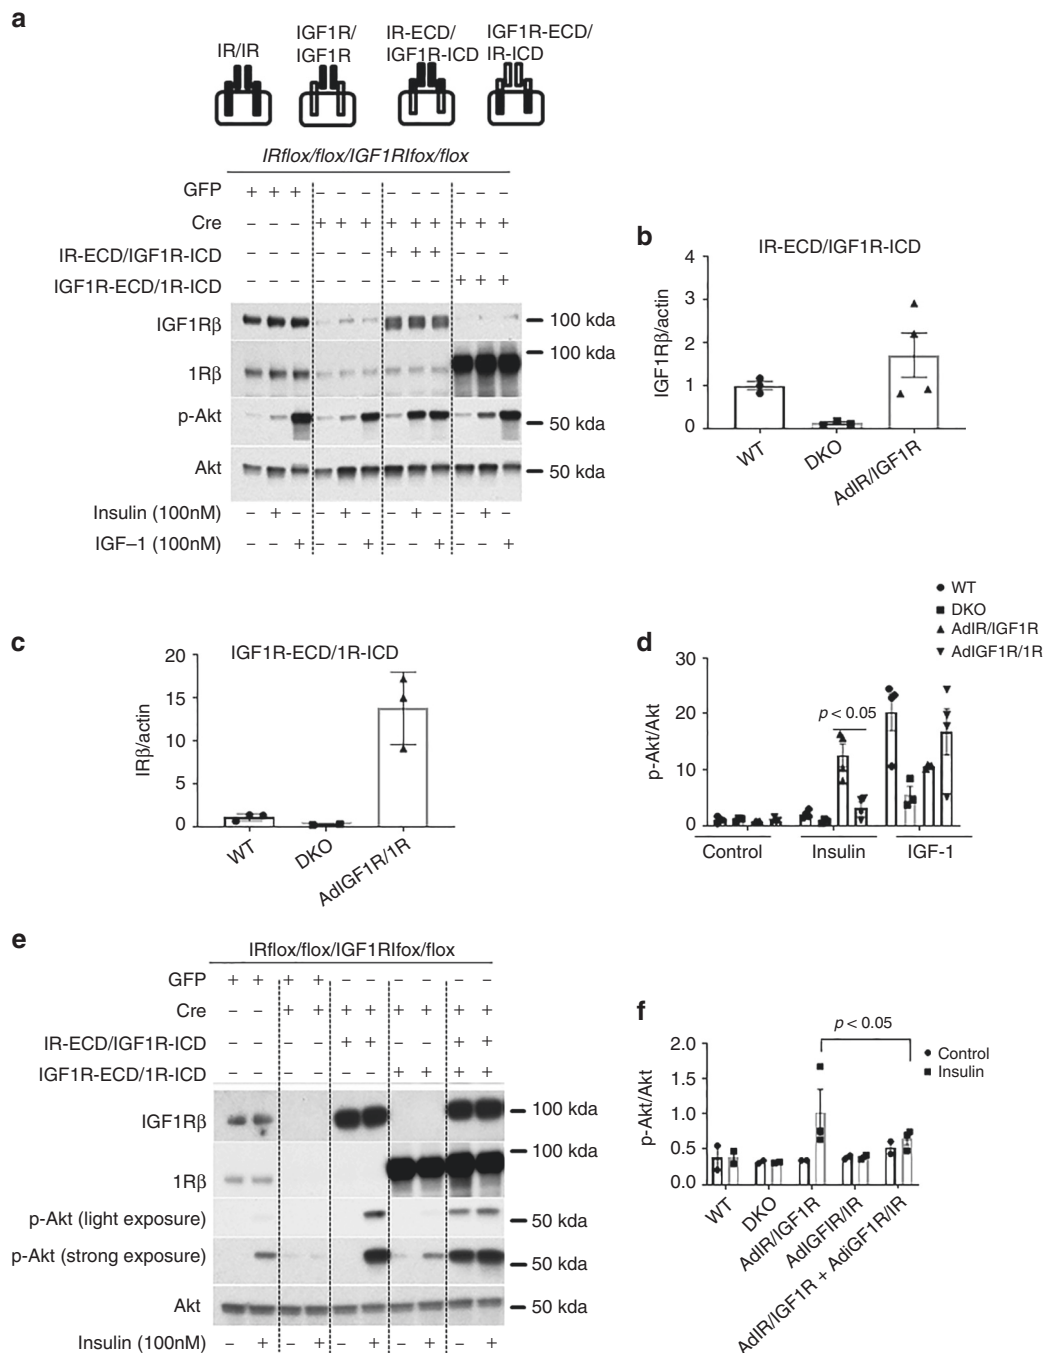 a
IR/IR
IGF1R/
IGF1R
IR-ECD/
IGF1R-ICD
IGF1R-ECD/
IR-ICD
IRflox/flox/IGF1RIfox/flox
GFP + + + – – – – – – – – –
Cre – – – + + + + + + + + +
IR-ECD/IGF1R-ICD – – – – – – + + + – – –
IGF1R-ECD/1R-ICD – – – – – – – – – + + +
IGF1Rβ
100 kda
1Rβ
100 kda
p-Akt
50 kda
Akt
50 kda
Insulin (100nM) – + – – + – – + – – + –
IGF–1 (100nM) – – + – – + – – + – – +
b
IR-ECD/IGF1R-ICD
IGF1Rβ/actin
4
3
2
1
0
WT
DKO
AdIR/IGF1R
c
IGF1R-ECD/1R-ICD
IRβ/actin
20
15
10
5
0
WT
DKO
AdIGF1R/1R
d
WT
DKO
AdIR/IGF1R
AdIGF1R/1R
p-Akt/Akt
30
20
10
0
p < 0.05
Control
Insulin
IGF-1
e
IRflox/flox/IGF1RIfox/flox
GFP + + + + – – – – – –
Cre – – + + + + + + + +
IR-ECD/IGF1R-ICD – – – – + + – – + +
IGF1R-ECD/1R-ICD – – – – – – + + + +
IGF1Rβ
100 kda
1Rβ
100 kda
p-Akt (light exposure)
50 kda
p-Akt (strong exposure)
50 kda
Akt
50 kda
Insulin (100nM) – + – + – + – + – +
f
p < 0.05
Control
Insulin
p-Akt/Akt
2.0
1.5
1.0
0.5
0.0
WT
DKO
AdIR/IGF1R
AdGFIR/IR
AdIR/IGF1R + AdiGF1R/IR